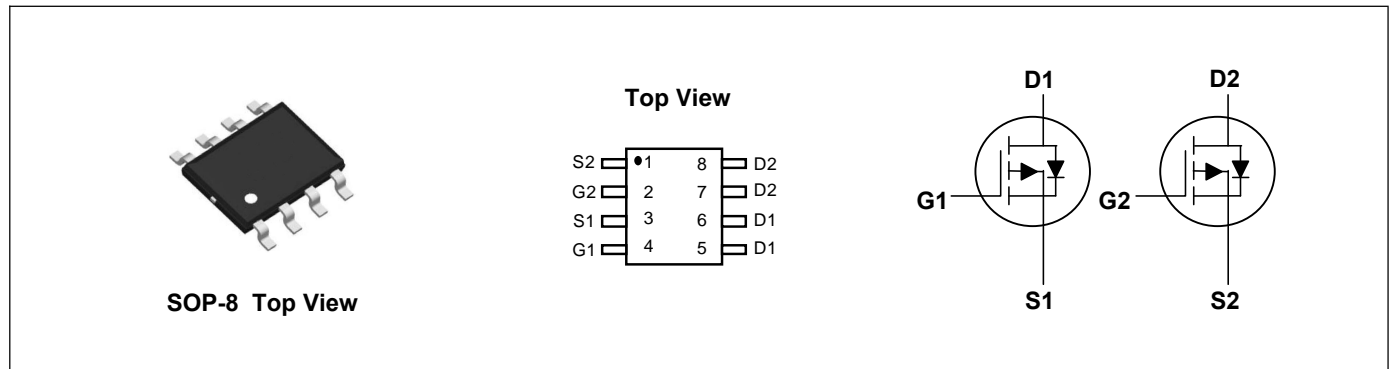 SOP-8 Top View
Top View
S2 1 8 D2
G2 2 7 D2
S1 3 6 D1
G1 4 5 D1
D1 D2
G1 G2
S1 S2